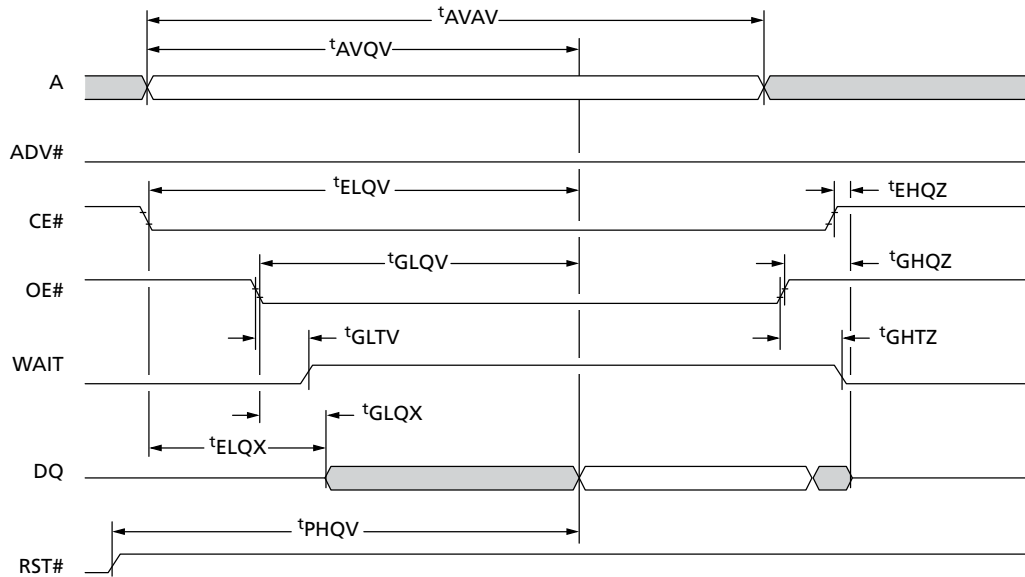 tAVAV
tAVQV
A
ADV#
tELQV
tEHQZ
CE#
tGLQV
tGHQZ
OE#
tGLTV
tGHTZ
WAIT
tGLQX
tELQX
DQ
tPHQV
RST#